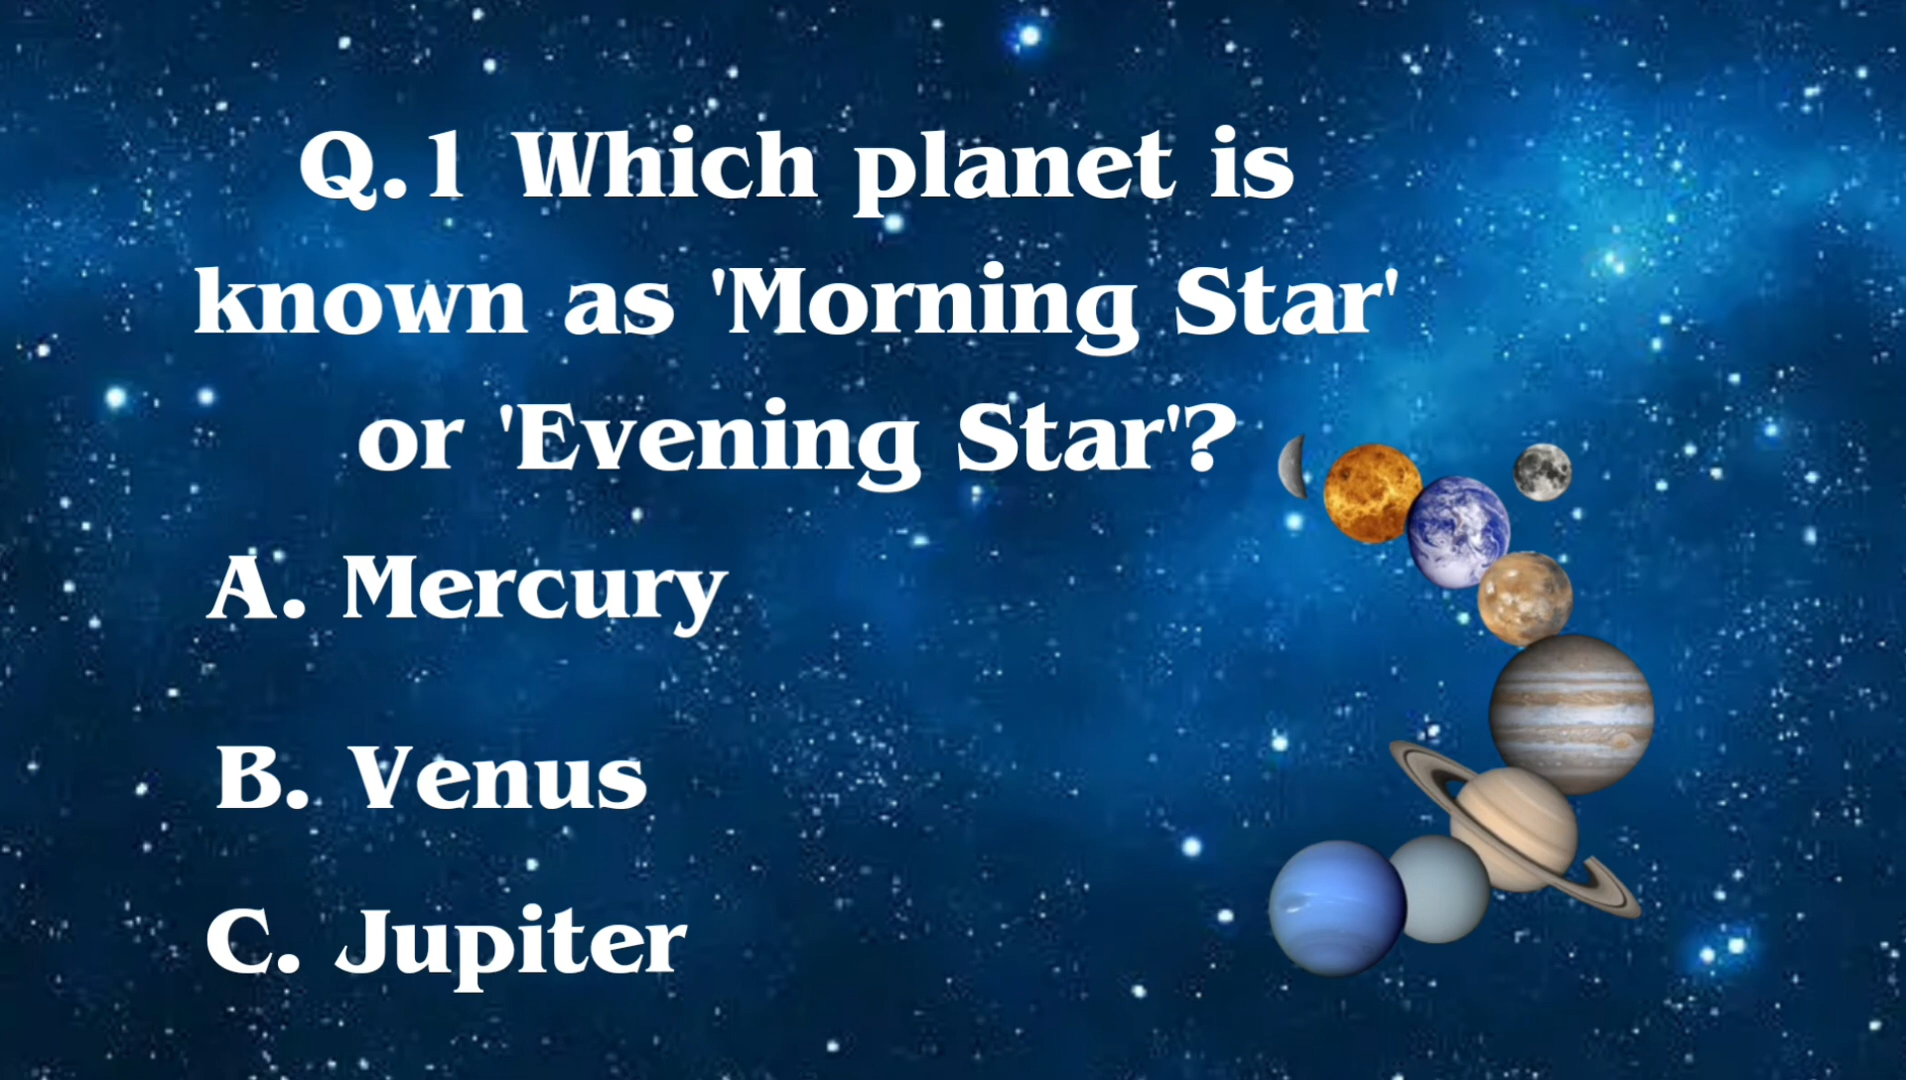 Q.1 Which planet is
known as 'Morning Star'
or 'Evening Star'?
A. Mercury
B. Venus
C. Jupiter